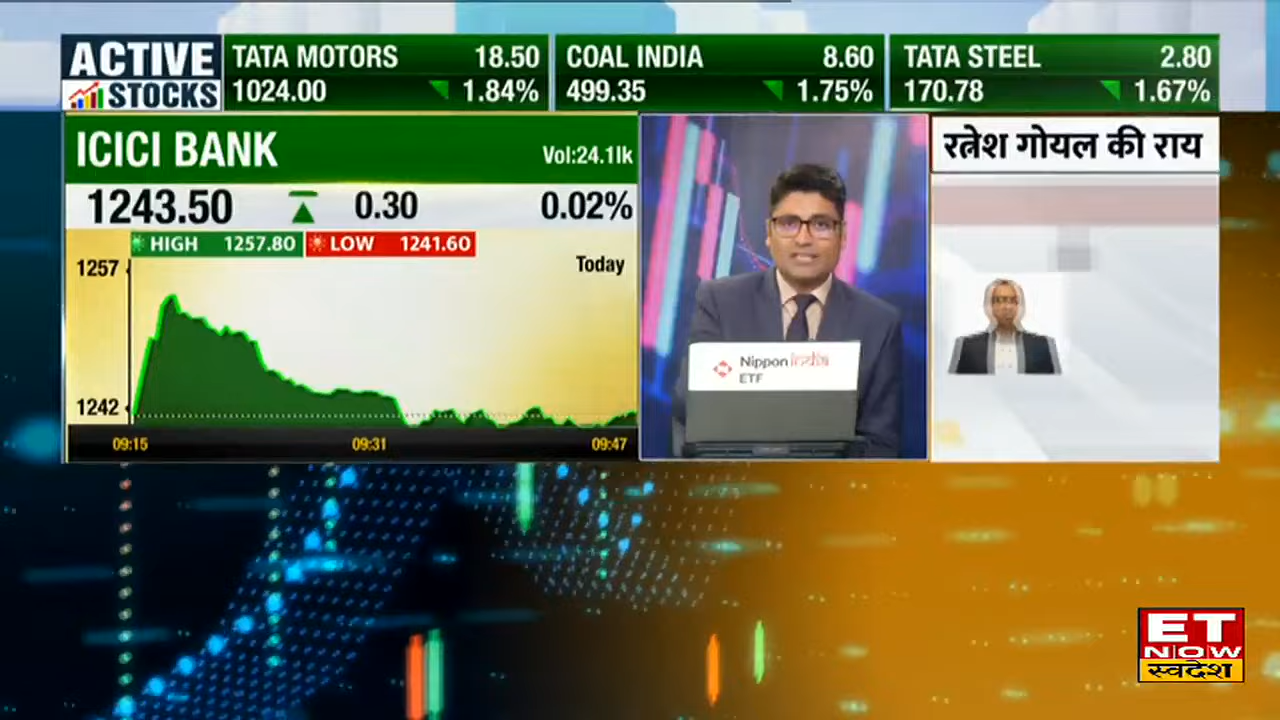 ACTIVE
STOCKS
TATA MOTORS 18.50
1024.00 1.84%
COAL INDIA 8.60
499.35 1.75%
TATA STEEL 2.80
170.78 1.67%
ICICI BANK Vol:24.1lk
1243.50 0.30 0.02%
HIGH 1257.80 LOW 1241.60
Today
1257
1242
09:15 09:31 09:47
Nippon india
ETF
रत्नेश गोयल की राय
ET
NOW
स्वदेश